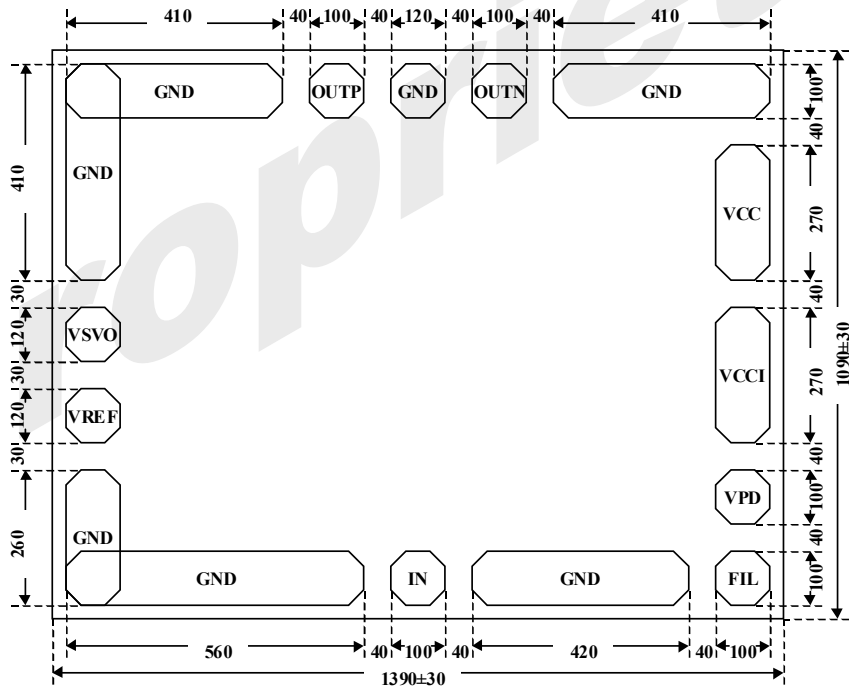 410 40 100 40 120 40 100 40 410
GND OUTP GND OUTN GND
100
40
410
GND
VCC
270
30
40
120
VSVO
30
VCCI
270
1090±30
120
VREF
30
40
VPD
100
260
GND
40
GND IN GND FIL
100
560 40 100 40 420 40 100
1390±30
roprie